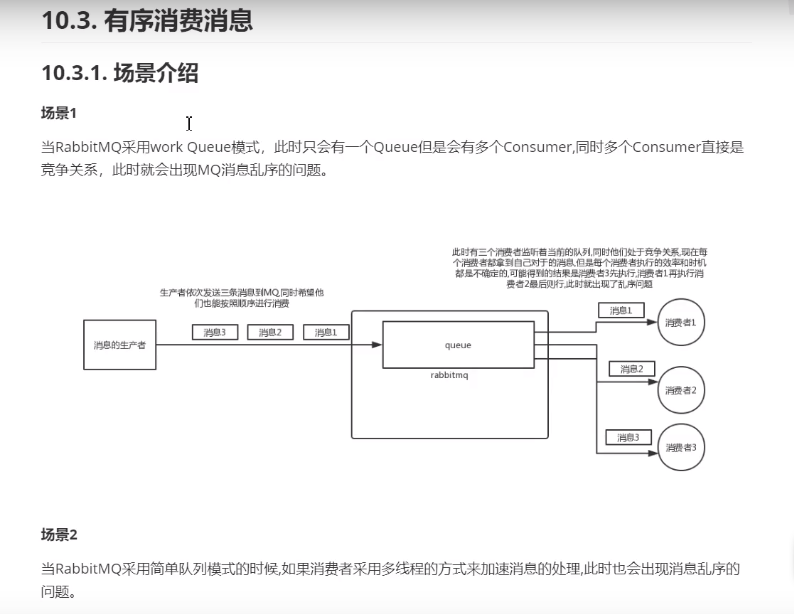 10.3. 有序消费消息
10.3.1. 场景介绍
场景1
当RabbitMQ采用work Queue模式，此时只会有一个Queue但是会有多个Consumer,同时多个Consumer直接是
竞争关系，此时就会出现MQ消息乱序的问题。
此时有三个消费者监听着当前的队列,同时他们处于竞争关系,现在每
个消费者都拿到自己对于的消息,但是每个消费者执行的效率和时机
都是不确定的,可能得到的结果是消费者3先执行,消费者1再执行消
费者2最后则行,此时就出现了乱序问题
生产者依次发送三条消息到MQ,同时希望他
们也能按照顺序进行消费
消息的生产者
消息3
消息2
消息1
queue
rabbitmq
消息1
消费者1
消息2
消费者2
消息3
消费者3
场景2
当RabbitMQ采用简单队列模式的时候,如果消费者采用多线程的方式来加速消息的处理,此时也会出现消息乱序的
问题。